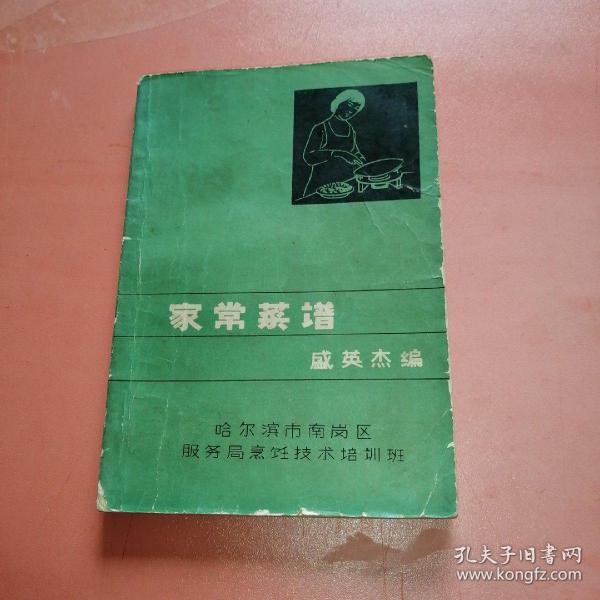 家常菜谱
戚英杰编
哈尔滨市南岗区
服务局烹饪技术培训班
孔夫子旧书网
www.kongfz.com